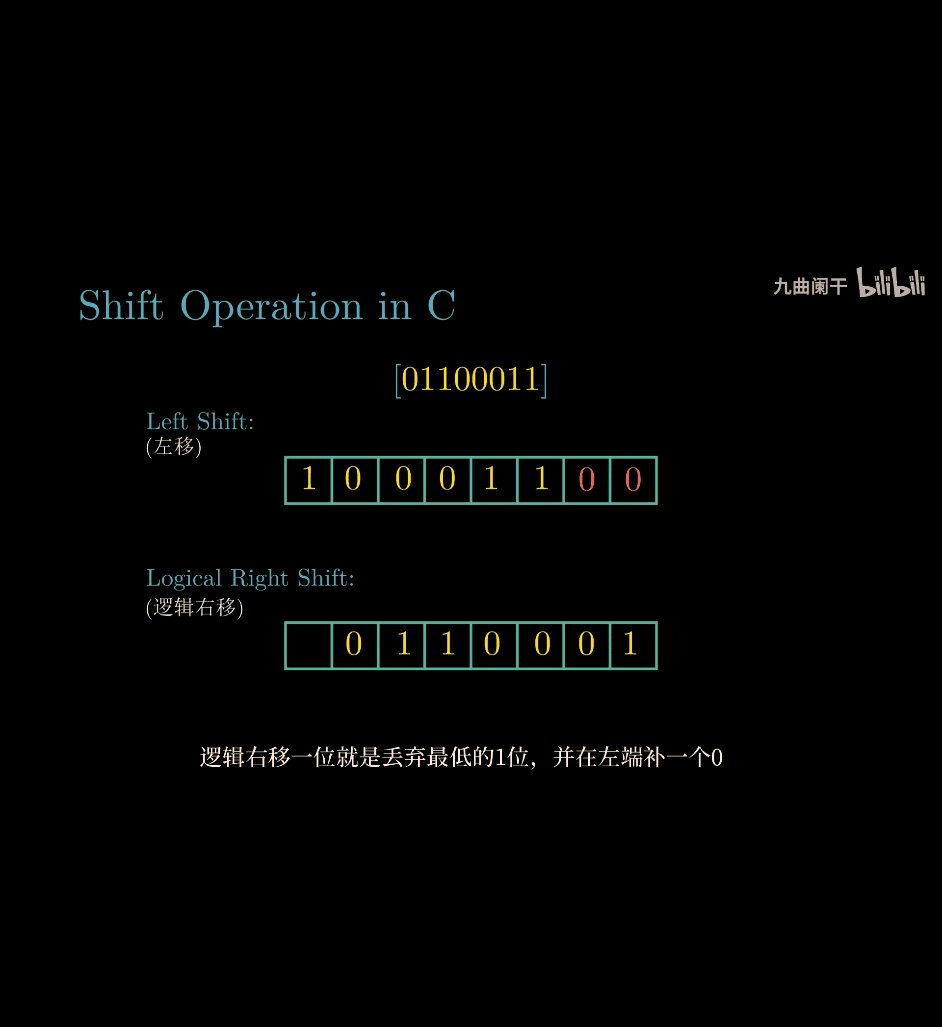 九曲阑干 bilibili
Shift Operation in C
[01100011]
Left Shift:
(左移)
1 0 0 0 1 1 0 0
Logical Right Shift:
(逻辑右移)
0 1 1 0 0 0 1
逻辑右移一位就是丢弃最低的1位，并在左端补一个0